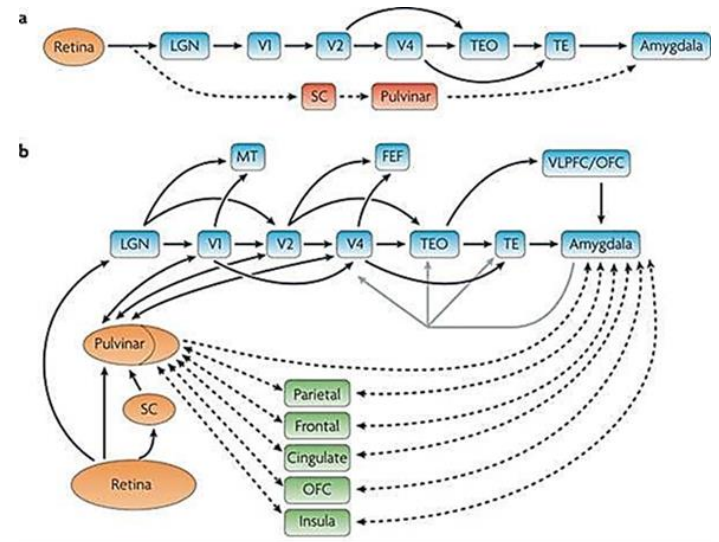 a
Retina LGN V1 V2 V4 TEO TE Amygdala
SC Pulvinar
b
MT FEF VLPFC/OFC
LGN V1 V2 V4 TEO TE Amygdala
Pulvinar
Parietal
SC
Frontal
Cingulate
Retina
OFC
Insula